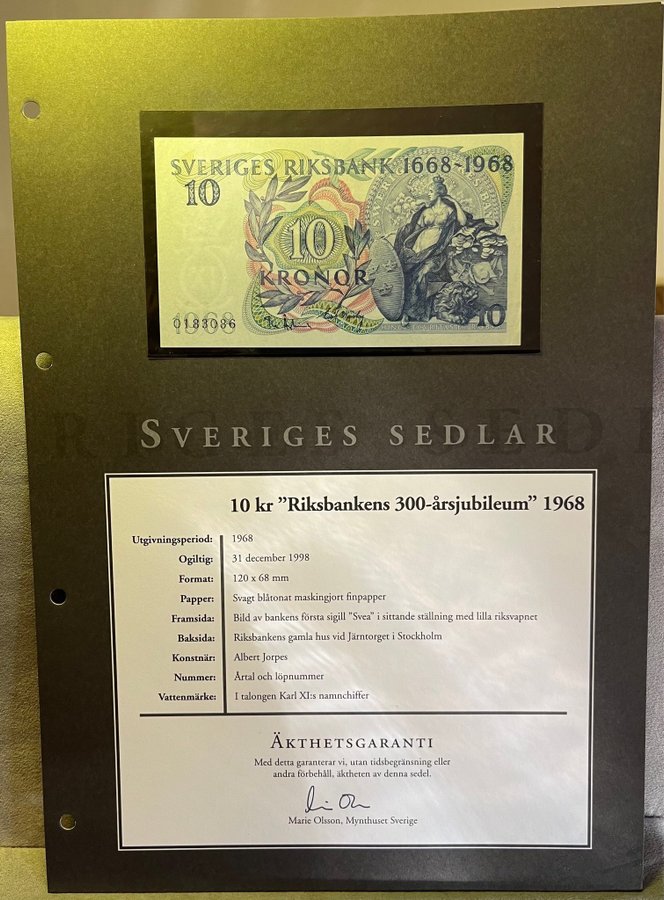 SVERIGES RIKSBANK 1668-1968
10
10
KRONOR
1968
0183036
10
SVERIGES SEDLAR
10 kr ”Riksbankens 300-årsjubileum” 1968
Utgivningsperiod: 1968
Ogiltig: 31 december 1998
Format: 120 x 68 mm
Papper: Svagt blåtonat maskingjort finpapper
Framsida: Bild av bankens första sigill ”Svea” i sittande ställning med lilla riksvapnet
Baksida: Riksbankens gamla hus vid Järntorget i Stockholm
Konstnär: Albert Jorpes
Nummer: Årtal och löpnummer
Vattenmärke: I talongen Karl XI:s namnchiffer
ÄKTHETSGARANTI
Med detta garanterar vi, utan tidsbegränsning eller
andra förbehåll, äktheten av denna sedel.
Marie Olsson, Mynthuset Sverige